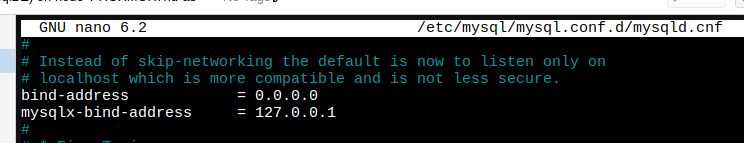 GNU nano 6.2 /etc/mysql/mysql.conf.d/mysqld.cnf
#
# Instead of skip-networking the default is now to listen only on
# localhost which is more compatible and is not less secure.
bind-address = 0.0.0.0
mysqlx-bind-address = 127.0.0.1
#